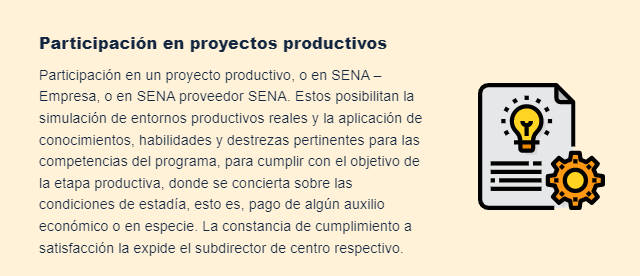 Participación en proyectos productivos
Participación en un proyecto productivo, o en SENA –
Empresa, o en SENA proveedor SENA. Estos posibilitan la
simulación de entornos productivos reales y la aplicación de
conocimientos, habilidades y destrezas pertinentes para las
competencias del programa, para cumplir con el objetivo de
la etapa productiva, donde se concierta sobre las
condiciones de estadía, esto es, pago de algún auxilio
económico o en especie. La constancia de cumplimiento a
satisfacción la expide el subdirector de centro respectivo.